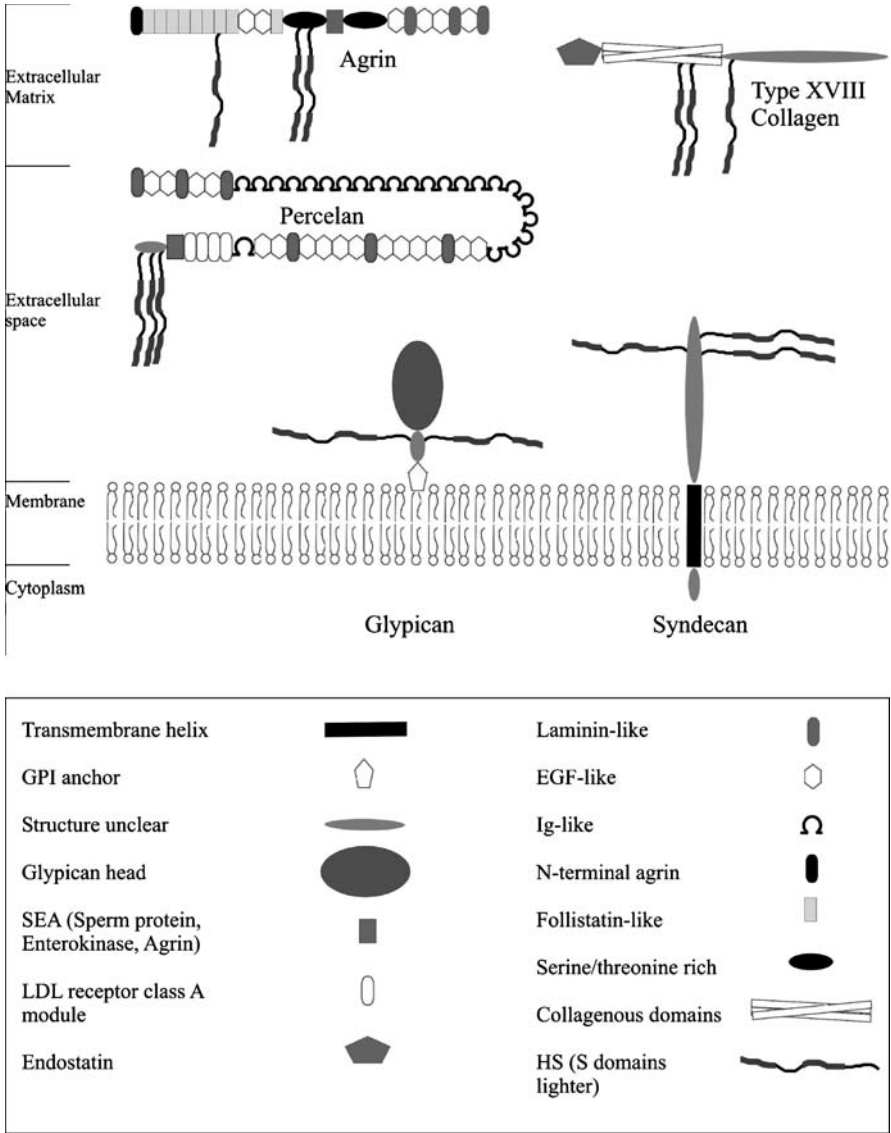 Agrin
Extracellular
Matrix
Type XVIII
Collagen
Percelan
Extracellular
space
Membrane
Cytoplasm
Glypican
Syndecan
Transmembrane helix
GPI anchor
Structure unclear
Glypican head
SEA (Sperm protein,
Enterokinase, Agrin)
LDL receptor class A
module
Endostatin
Laminin-like
EGF-like
Ig-like
N-terminal agrin
Follistatin-like
Serine/threonine rich
Collagenous domains
HS (S domains
lighter)